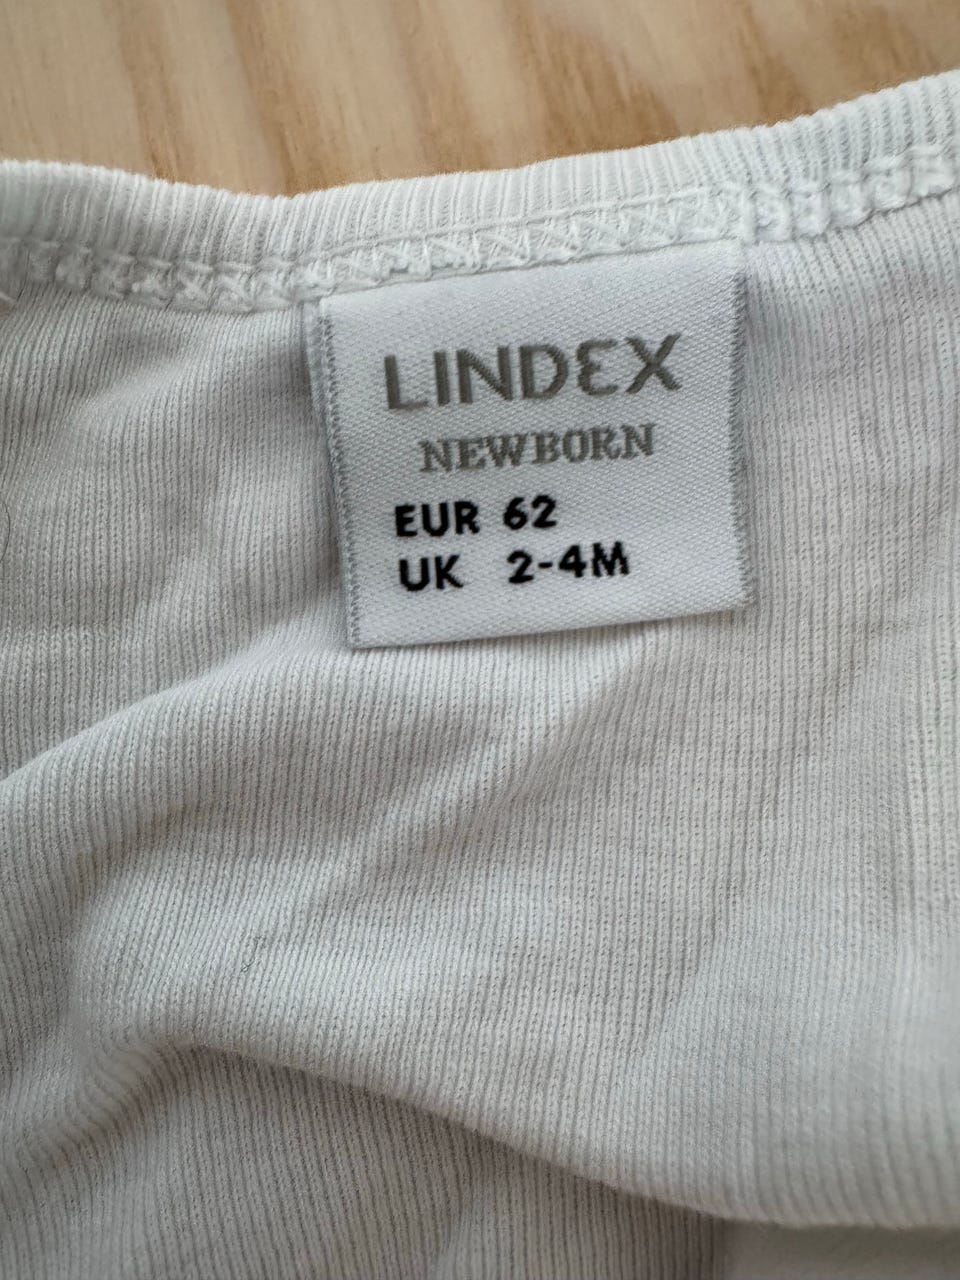 LINDEX
NEWBORN
EUR 62
UK 2-4M